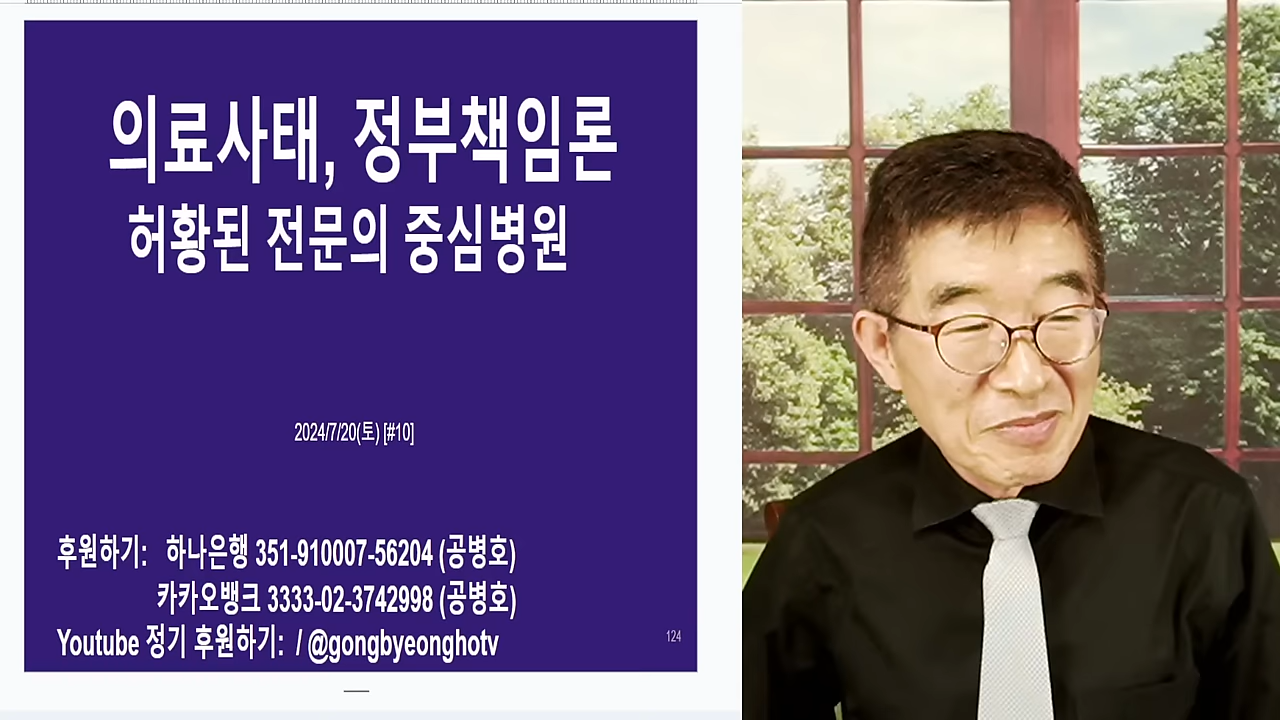 의료사태, 정부책임론
허황된 전문의 중심병원
2024/7/20(토) [#10]
후원하기: 하나은행 351-910007-56204 (공병호)
카카오뱅크 3333-02-3742998 (공병호)
Youtube 정기 후원하기: / @gongbyeonghotv
124